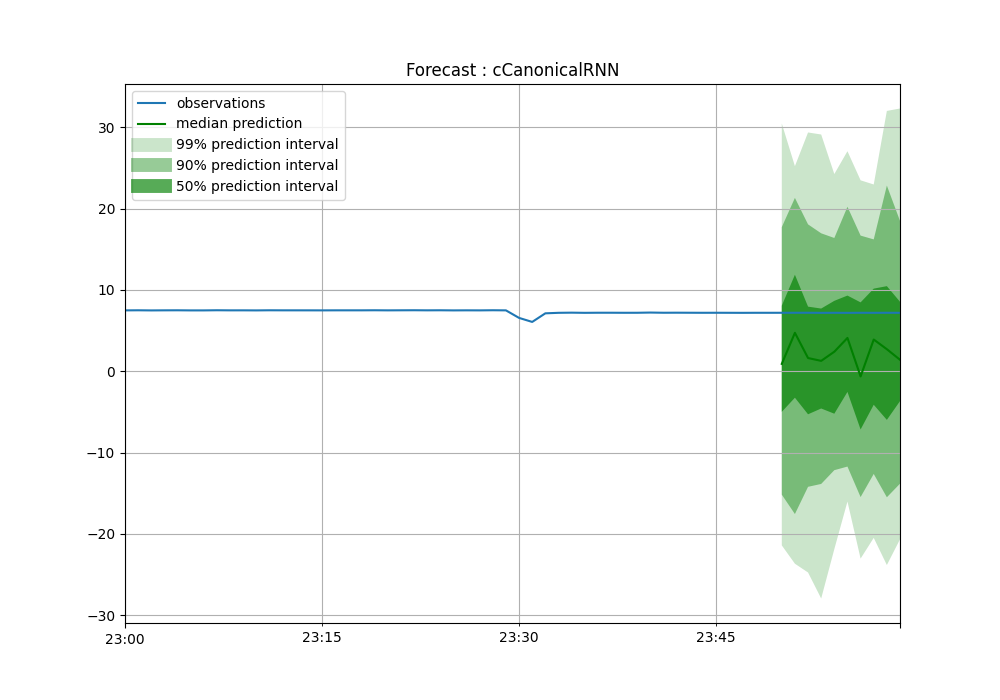 Forecast : cCanonicalRNN
observations
median prediction
99% prediction interval
90% prediction interval
50% prediction interval
30
20
10
0
−10
−20
−30
23:00
23:15
23:30
23:45